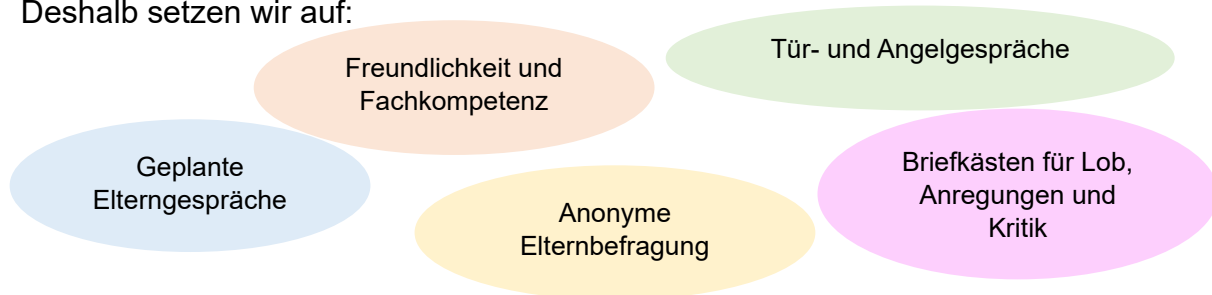 Deshalb setzen wir auf:
Freundlichkeit und
Fachkompetenz
Tür- und Angelgespräche
Geplante
Elterngespräche
Anonyme
Elternbefragung
Briefkästen für Lob,
Anregungen und
Kritik